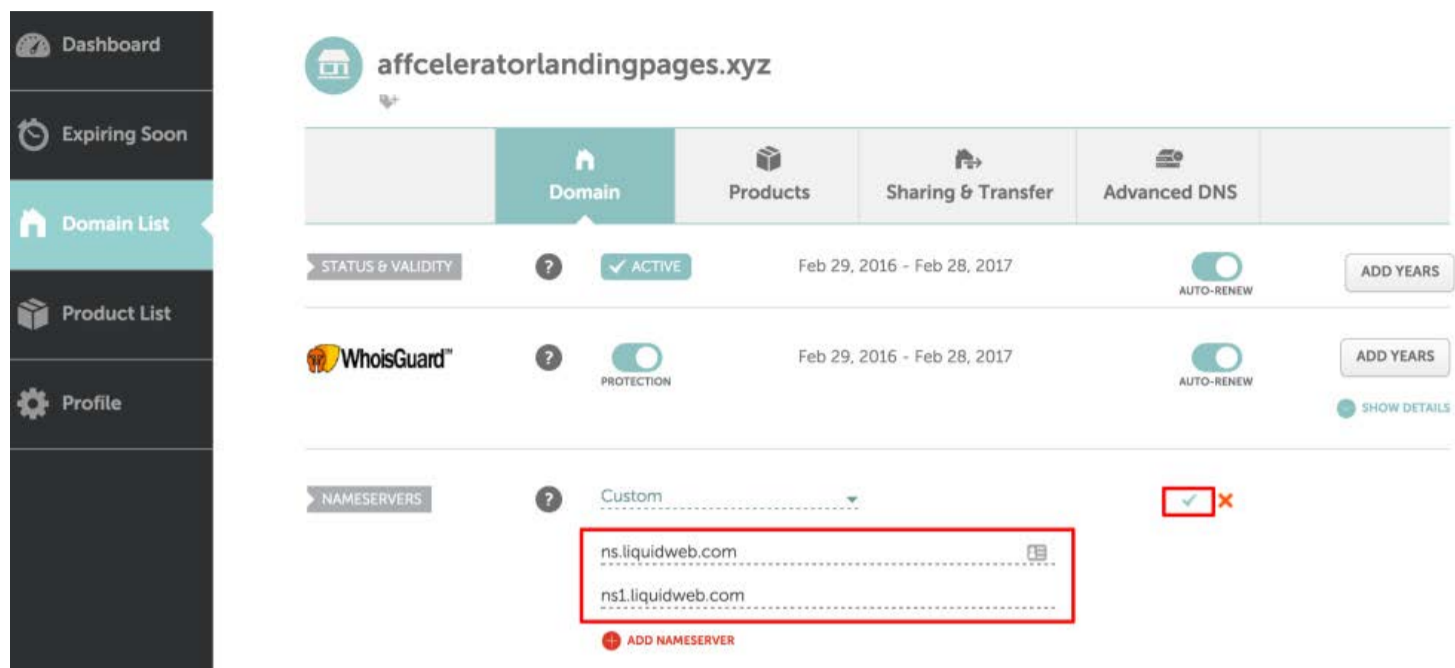 Dashboard
Expiring Soon
Domain List
Product List
Profile
affceleratorlandingpages.xyz
Domain
Products
Sharing & Transfer
Advanced DNS
STATUS & VALIDITY
?
ACTIVE
Feb 29, 2016 - Feb 28, 2017
AUTO-RENEW
ADD YEARS
WhoisGuard™
?
PROTECTION
Feb 29, 2016 - Feb 28, 2017
AUTO-RENEW
ADD YEARS
SHOW DETAILS
NAMESERVERS
?
Custom
ns.liquidweb.com
ns1.liquidweb.com
ADD NAMESERVER